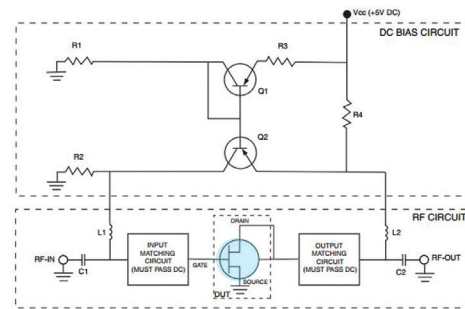 Vcc (+5V DC)
DC BIAS CIRCUIT
R1
R3
Q1
R4
Q2
R2
RF CIRCUIT
L1
L2
DRAIN
INPUT
MATCHING
CIRCUIT
(MUST PASS DC)
OUTPUT
MATCHING
CIRCUIT
(MUST PASS DC)
RF-IN
C1
GATE
SOURCE
DUT
C2
RF-OUT